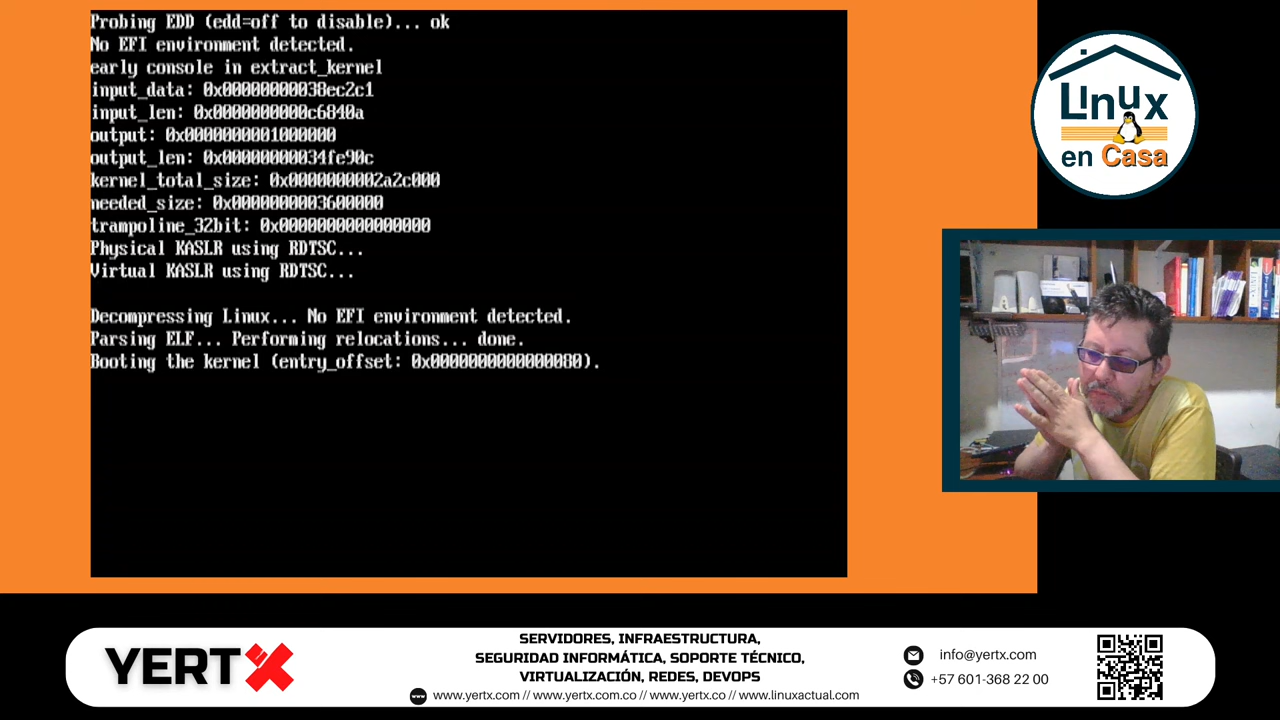 Probing EDD (edd=off to disable)... ok
No EFI environment detected.
early console in extract_kernel
input_data: 0x00000000038ec2c1
input_len: 0x0000000000c6840a
output: 0x0000000001000000
output_len: 0x00000000034fe90c
kernel_total_size: 0x0000000002a2c000
needed_size: 0x0000000003600000
trampoline_32bit: 0x0000000000000000
Physical KASLR using RDTSC...
Virtual KASLR using RDTSC...
Decompressing Linux... No EFI environment detected.
Parsing ELF... Performing relocations... done.
Booting the kernel (entry_offset: 0x0000000000000080).
Linux
en Casa
YERTX
SERVIDORES, INFRAESTRUCTURA,
SEGURIDAD INFORMÁTICA, SOPORTE TÉCNICO,
VIRTUALIZACIÓN, REDES, DEVOPS
www.yertx.com // www.yertx.com.co // www.yertx.co // www.linuxactual.com
info@yertx.com
+57 601-368 22 00